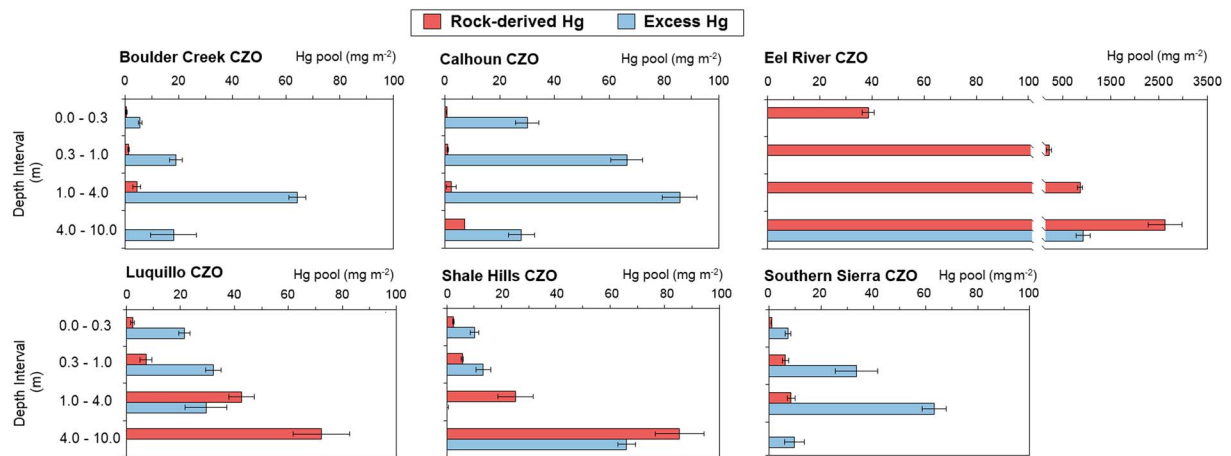 Rock-derived Hg Excess Hg
Boulder Creek CZO Hg pool (mg m-2)
0 20 40 60 80 100
Calhoun CZO Hg pool (mg m-2)
0 20 40 60 80 100
Eel River CZO Hg pool (mg m-2)
0 20 40 60 80 100 500 1500 2500 3500
Depth Interval
(m)
0.0 - 0.3
0.3 - 1.0
1.0 - 4.0
4.0 - 10.0
Luquillo CZO Hg pool (mg m-2)
0 20 40 60 80 100
Shale Hills CZO Hg pool (mg m-2)
0 20 40 60 80 100
Southern Sierra CZO Hg pool (mg m-2)
0 20 40 60 80 100
Depth Interval
(m)
0.0 - 0.3
0.3 - 1.0
1.0 - 4.0
4.0 - 10.0